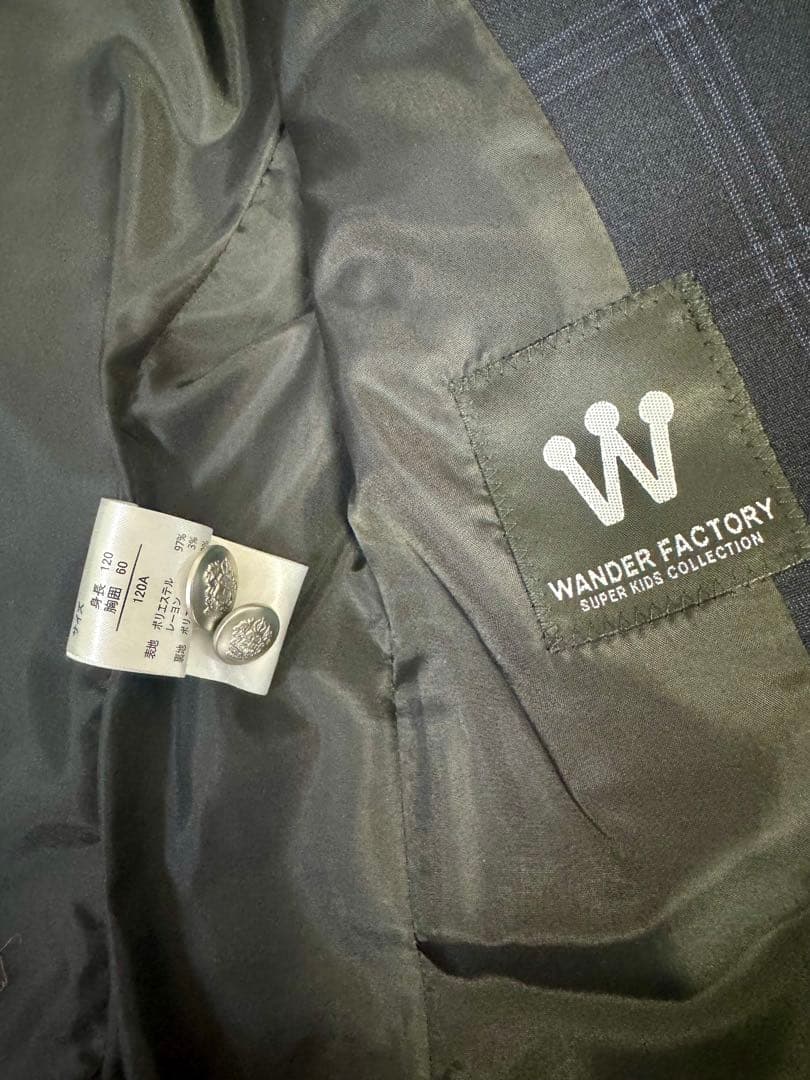 サイズ
身長 120
胸囲 60
120A
表地 ポリエステル 97%
レーヨン 3%
裏地
W
WANDER FACTORY
SUPER KIDS COLLECTION